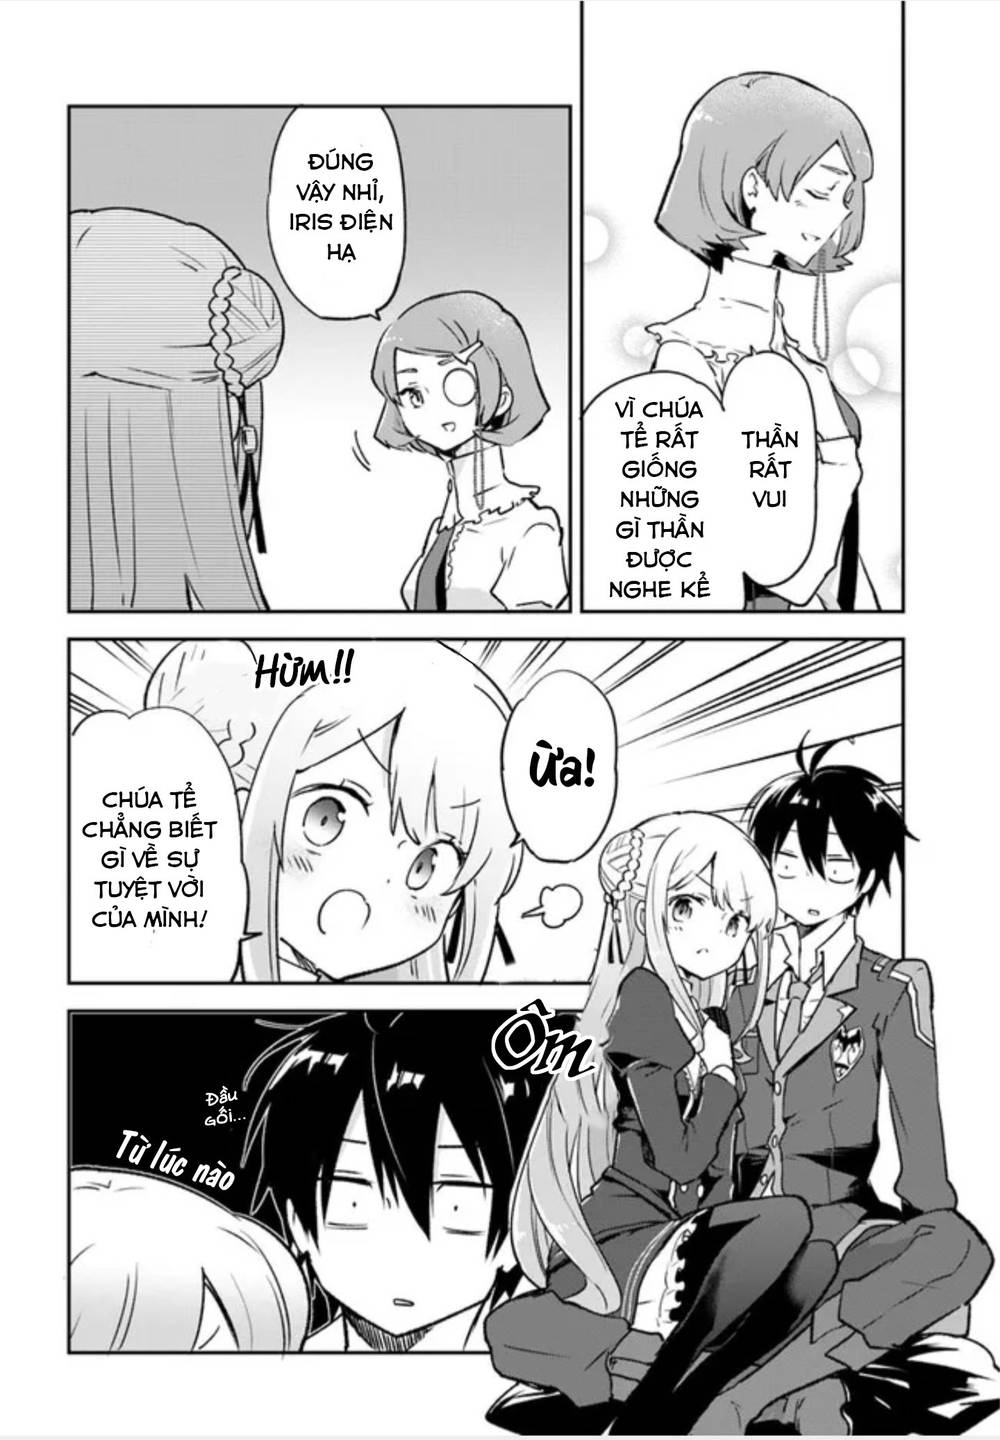 THẦN
RẤT
VUI
VÌ CHÚA
TỂ RẤT
GIỐNG
NHỮNG
GÌ THẦN
ĐƯỢC
NGHE KỂ
ĐÚNG
VẬY NHỈ,
IRIS ĐIỆN
HẠ
Ừa!
Hừm!!
CHÚA TỂ
CHẲNG BIẾT
GÌ VỀ SỰ
TUYỆT VỜI
CỦA MÌNH!
Ôm
Đầu
Gối...
Từ lúc nào